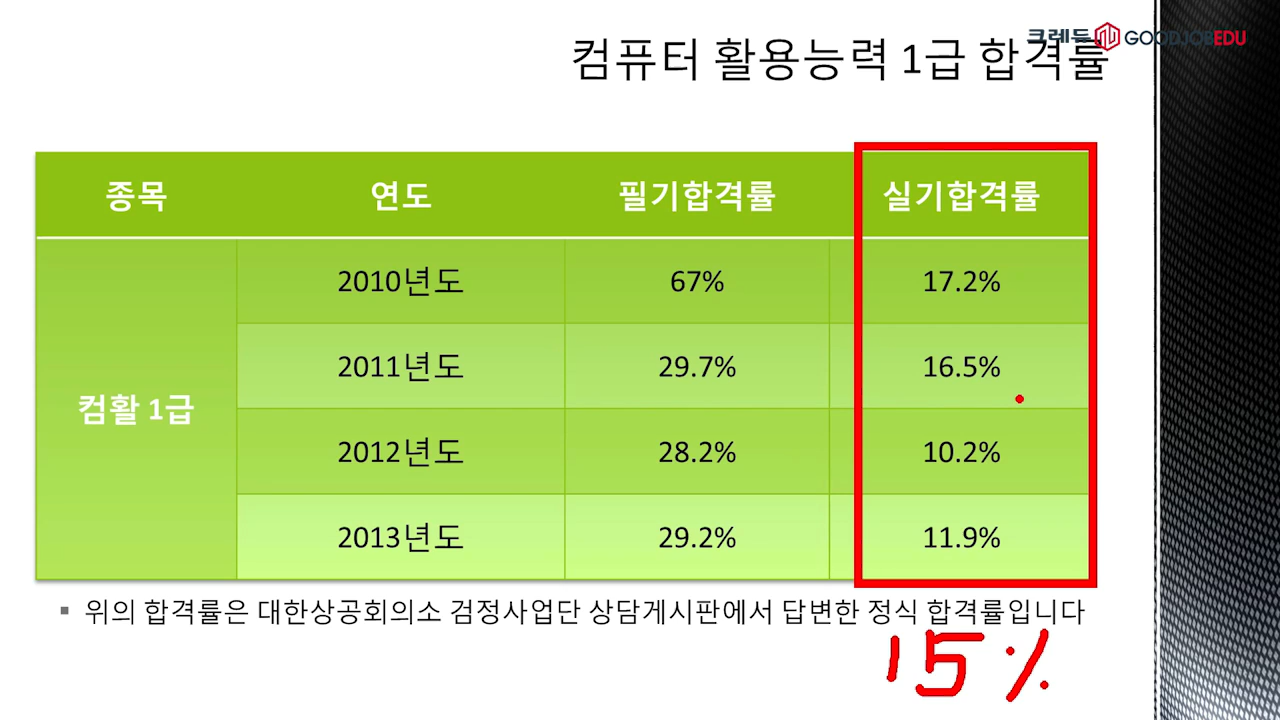 크레듀 GOODJOBEDU
컴퓨터 활용능력 1급 합격률
종목 연도 필기합격률 실기합격률
컴활 1급
2010년도 67% 17.2%
2011년도 29.7% 16.5%
2012년도 28.2% 10.2%
2013년도 29.2% 11.9%
위의 합격률은 대한상공회의소 검정사업단 상담게시판에서 답변한 정식 합격률입니다
15%